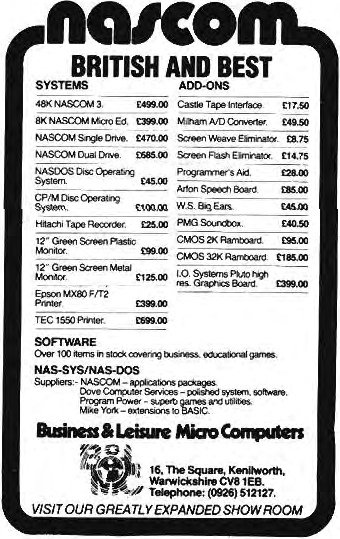 nascom
BRITISH AND BEST
SYSTEMS
48K NASCOM 3. £499.00
8K NASCOM Micro Ed. £399.00
NASCOM Single Drive. £470.00
NASCOM Dual Drive. £685.00
NASDOS Disc Operating
System. £45.00
CP/M Disc Operating
System. £100.00
Hitachi Tape Recorder. £25.00
12" Green Screen Plastic
Monitor. £99.00
12" Green Screen Metal
Monitor. £125.00
Epson MX80 F/T2
Printer. £399.00
TEC 1550 Printer. £599.00
ADD-ONS
Castle Tape Interface. £17.50
Milham A/D Converter. £49.50
Screen Weave Eliminator. £8.75
Screen Flash Eliminator. £14.75
Programmer's Aid. £28.00
Arfon Speech Board. £85.00
W.S. Big Ears. £45.00
PMG Soundbox. £40.50
CMOS 2K Ramboard. £95.00
CMOS 32K Ramboard. £185.00
I.O. Systems Pluto high
res. Graphics Board. £399.00
SOFTWARE
Over 100 items in stock covering business, educational games.
NAS-SYS/NAS-DOS
Suppliers:- NASCOM – applications packages.
Dove Computer Services – polished system, software.
Program Power – superb games and utilities.
Mike York – extensions to BASIC.
Business & Leisure Micro Computers
16, The Square, Kenilworth,
Warwickshire CV8 1EB.
Telephone: (0926) 512127.
VISIT OUR GREATLY EXPANDED SHOW ROOM